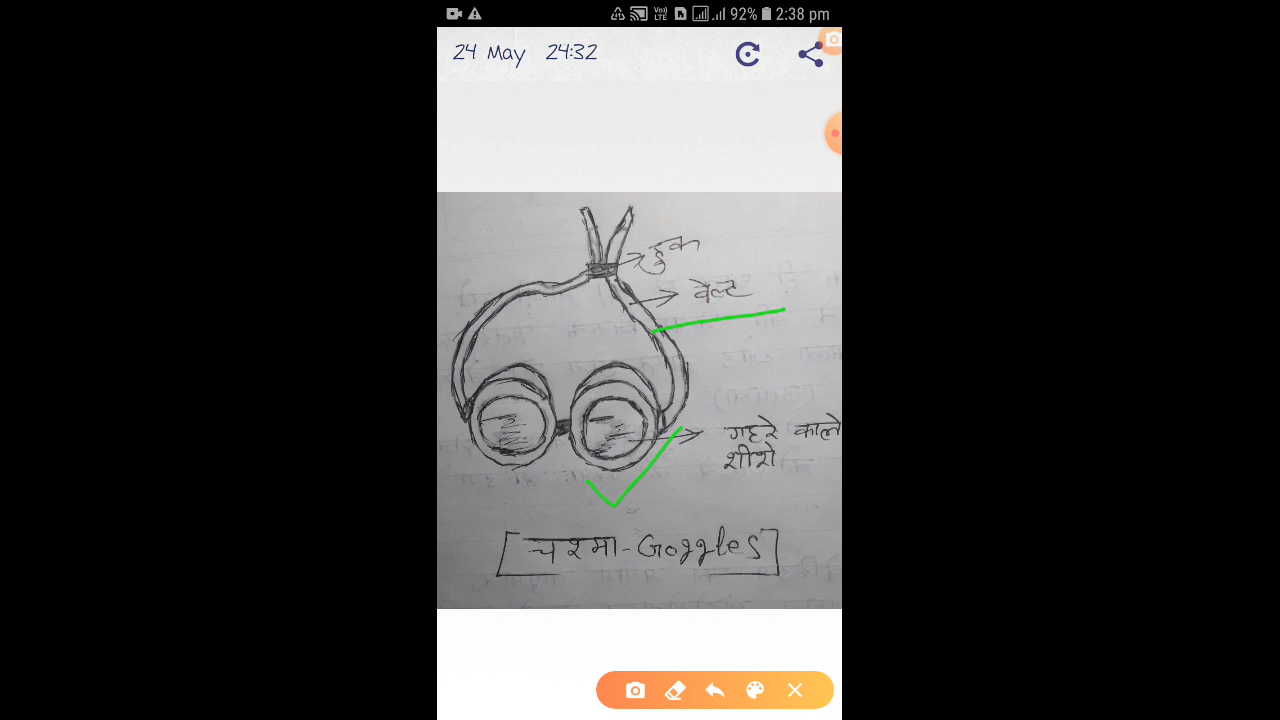 92% 2:38 pm
24 May 24:32
हुक
बेल्ट
गहरे काले
शीशे
चश्मा - Goggles